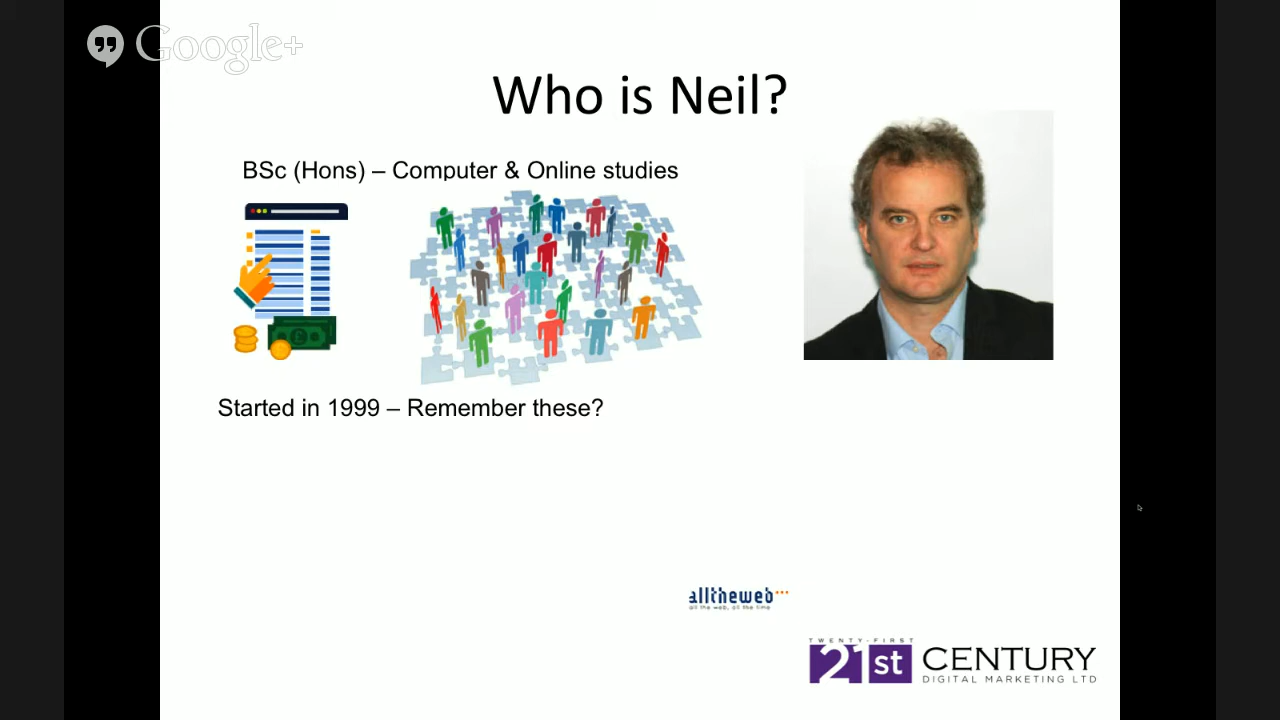 Google+
Who is Neil?
BSc (Hons) – Computer & Online studies
Started in 1999 – Remember these?
alltheweb
all the web, all the time
TWENTY-FIRST
21st CENTURY
DIGITAL MARKETING LTD